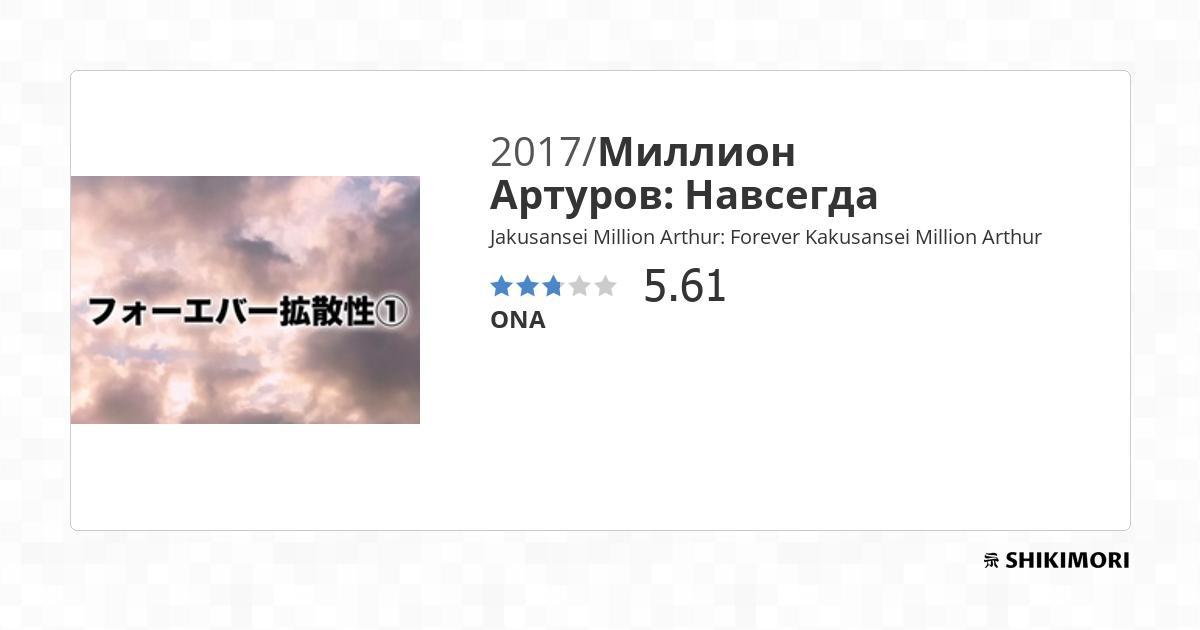 2017/Миллион
Артуров: Навсегда
Jakusansei Million Arthur: Forever Kakusansei Million Arthur
5.61
ONA
フォーエバー拡散性①
SHIKIMORI